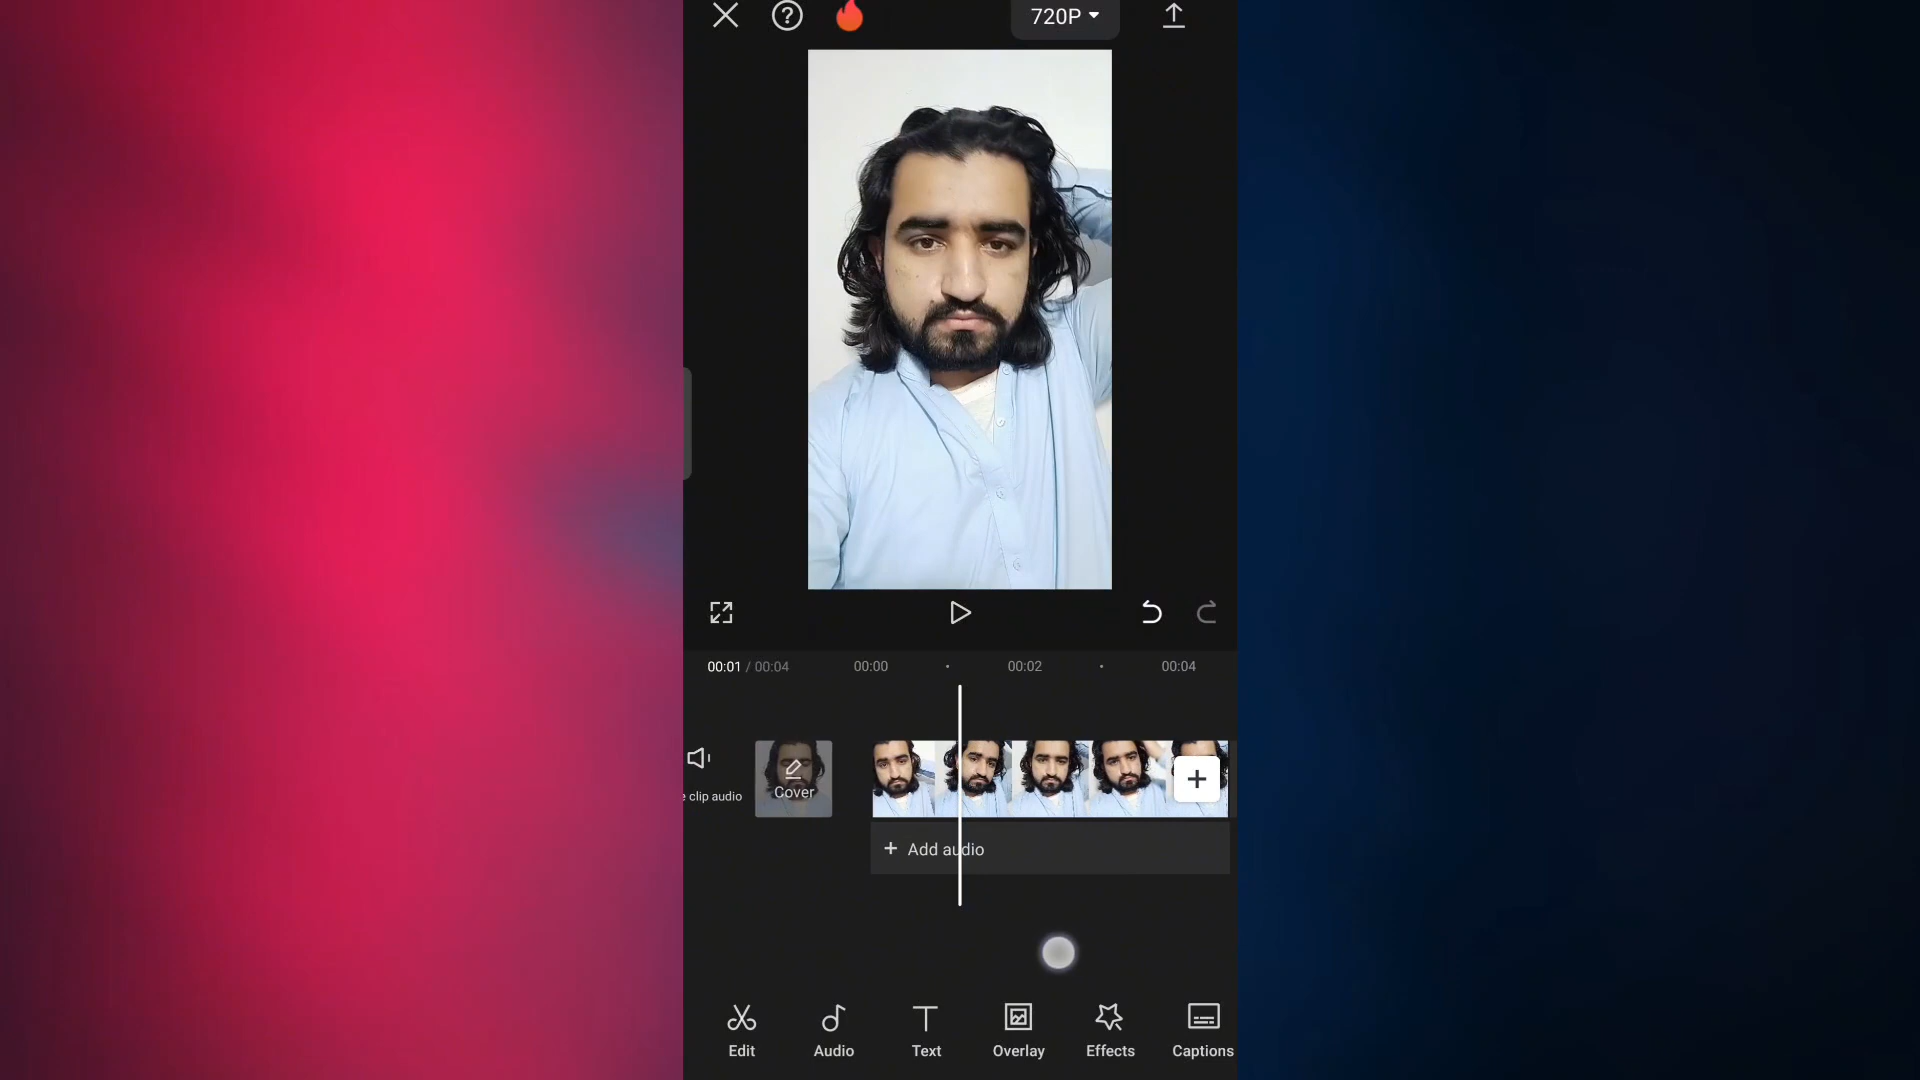 720P
00:01 / 00:04
00:00
00:02
00:04
e clip audio
Cover
+ Add audio
Edit
Audio
Text
Overlay
Effects
Captions